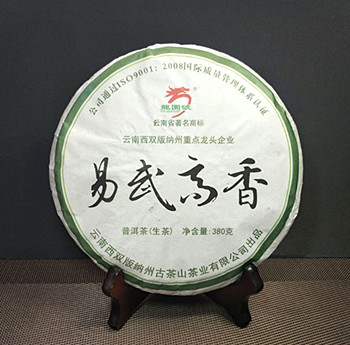 公司通过ISO9001：2008国际质量管理体系认证
龍園號
云南省著名商标
云南西双版纳州重点龙头企业
易武高香
普洱茶(生茶) 净含量:380克
云南西双版纳州古茶山茶业有限公司出品